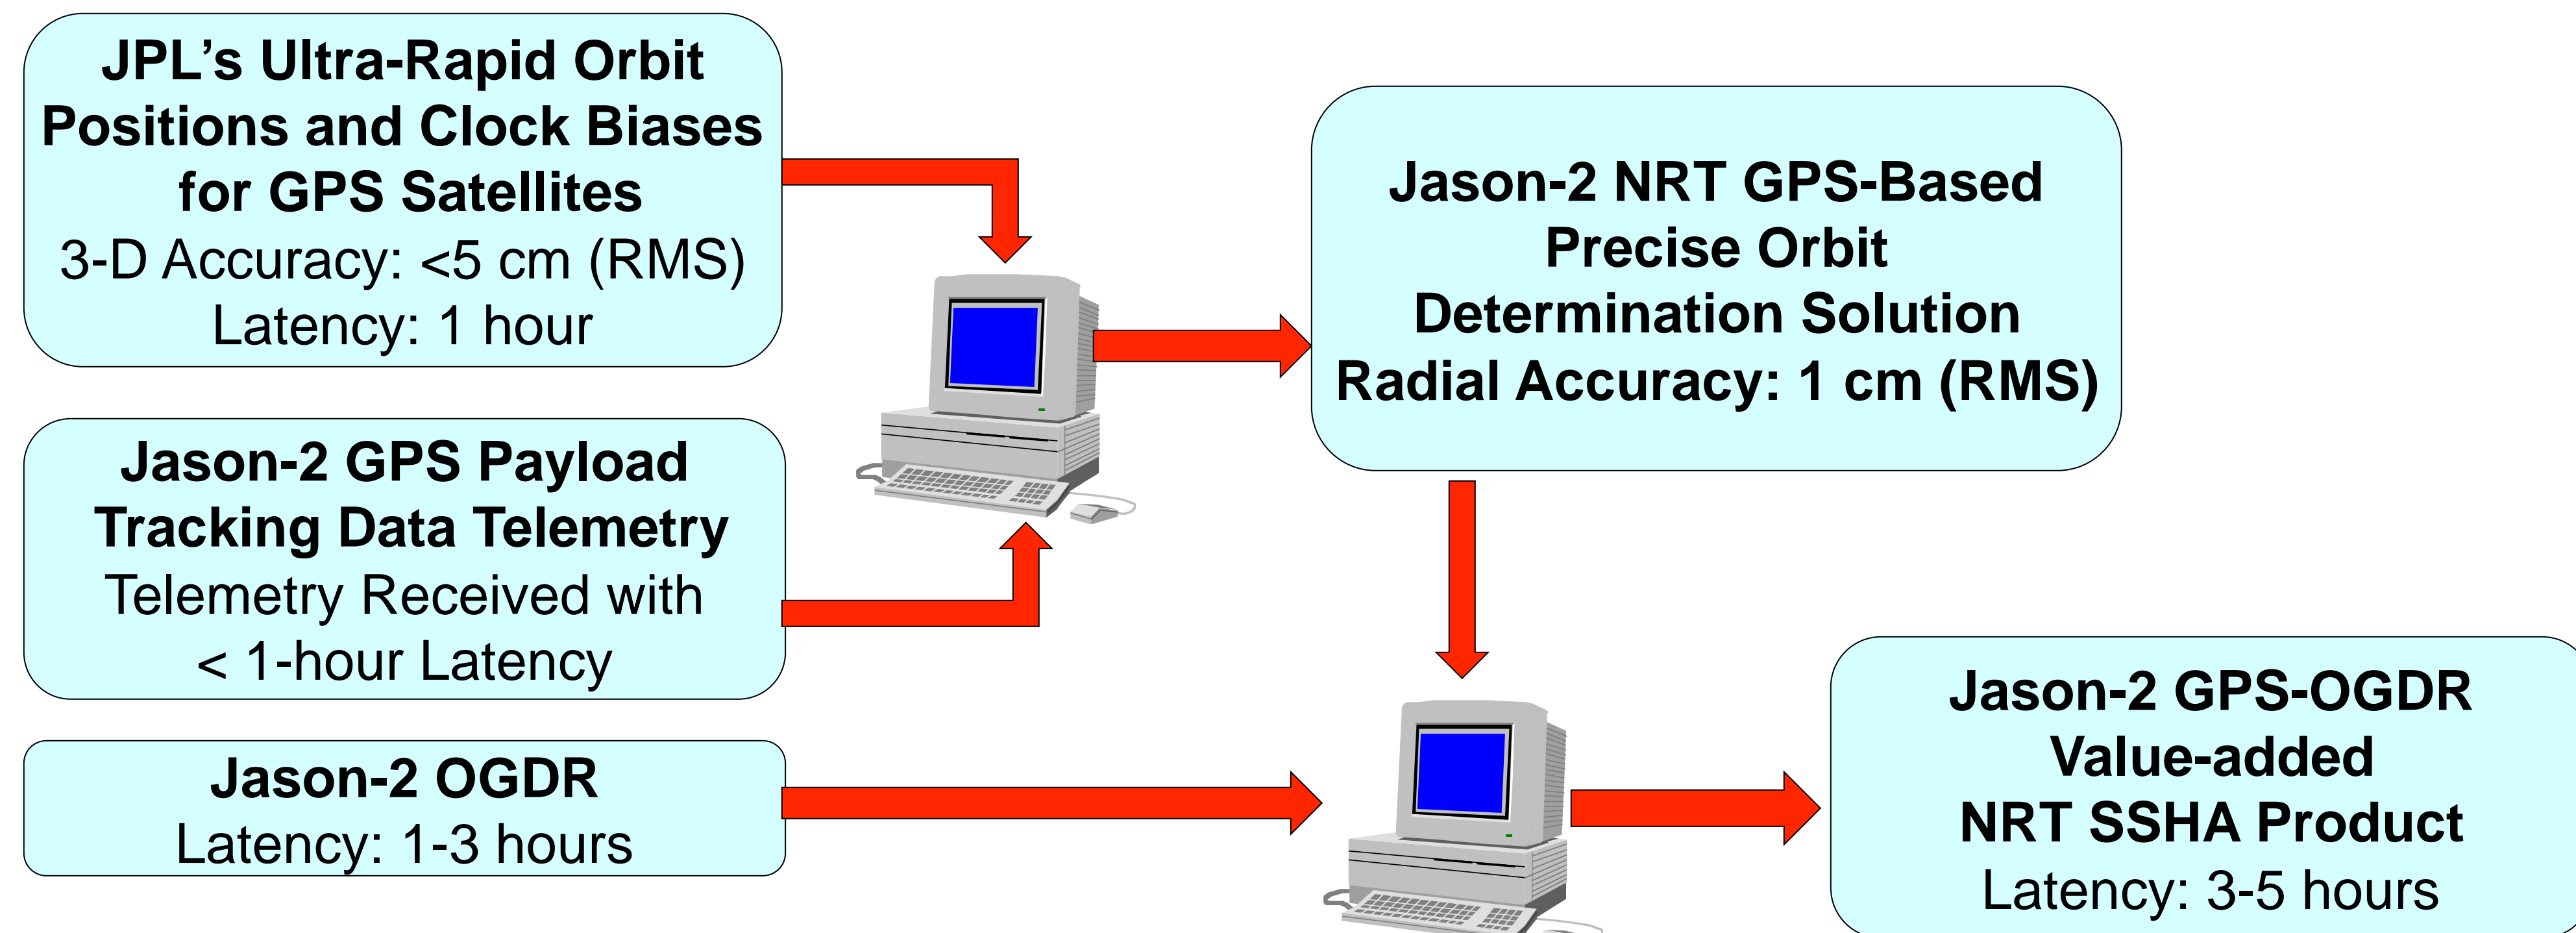 JPL’s Ultra-Rapid Orbit
Positions and Clock Biases
for GPS Satellites
3-D Accuracy: <5 cm (RMS)
Latency: 1 hour
Jason-2 GPS Payload
Tracking Data Telemetry
Telemetry Received with
< 1-hour Latency
Jason-2 OGDR
Latency: 1-3 hours
Jason-2 NRT GPS-Based
Precise Orbit
Determination Solution
Radial Accuracy: 1 cm (RMS)
Jason-2 GPS-OGDR
Value-added
NRT SSHA Product
Latency: 3-5 hours